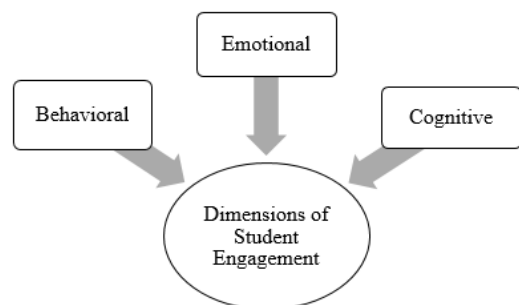 Emotional
Behavioral
Cognitive
Dimensions of
Student
Engagement